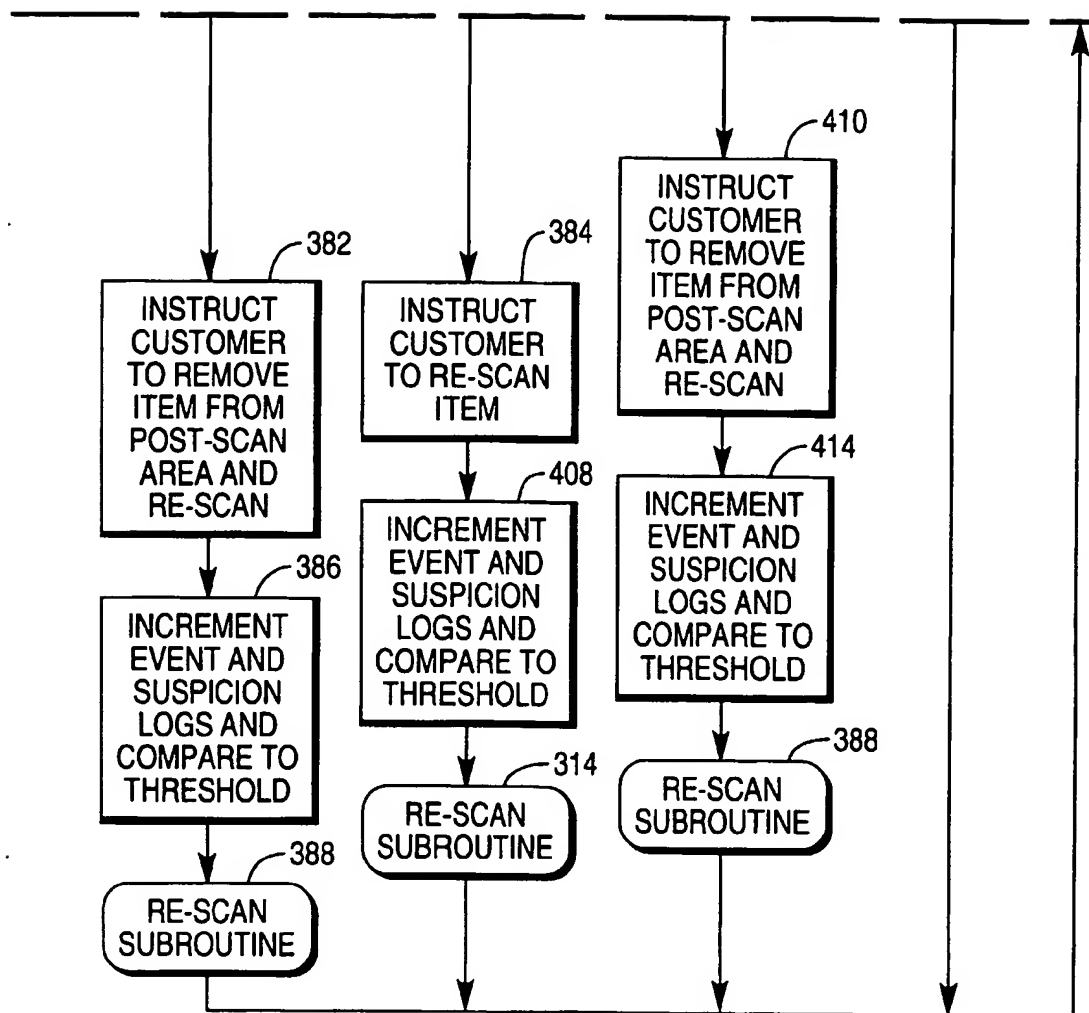 382
INSTRUCT
CUSTOMER
TO REMOVE
ITEM FROM
POST-SCAN
AREA AND
RE-SCAN
386
INCREMENT
EVENT AND
SUSPICION
LOGS AND
COMPARE TO
THRESHOLD
388
RE-SCAN
SUBROUTINE
384
INSTRUCT
CUSTOMER
TO RE-SCAN
ITEM
408
INCREMENT
EVENT AND
SUSPICION
LOGS AND
COMPARE TO
THRESHOLD
314
RE-SCAN
SUBROUTINE
410
INSTRUCT
CUSTOMER
TO REMOVE
ITEM FROM
POST-SCAN
AREA AND
RE-SCAN
414
INCREMENT
EVENT AND
SUSPICION
LOGS AND
COMPARE TO
THRESHOLD
388
RE-SCAN
SUBROUTINE